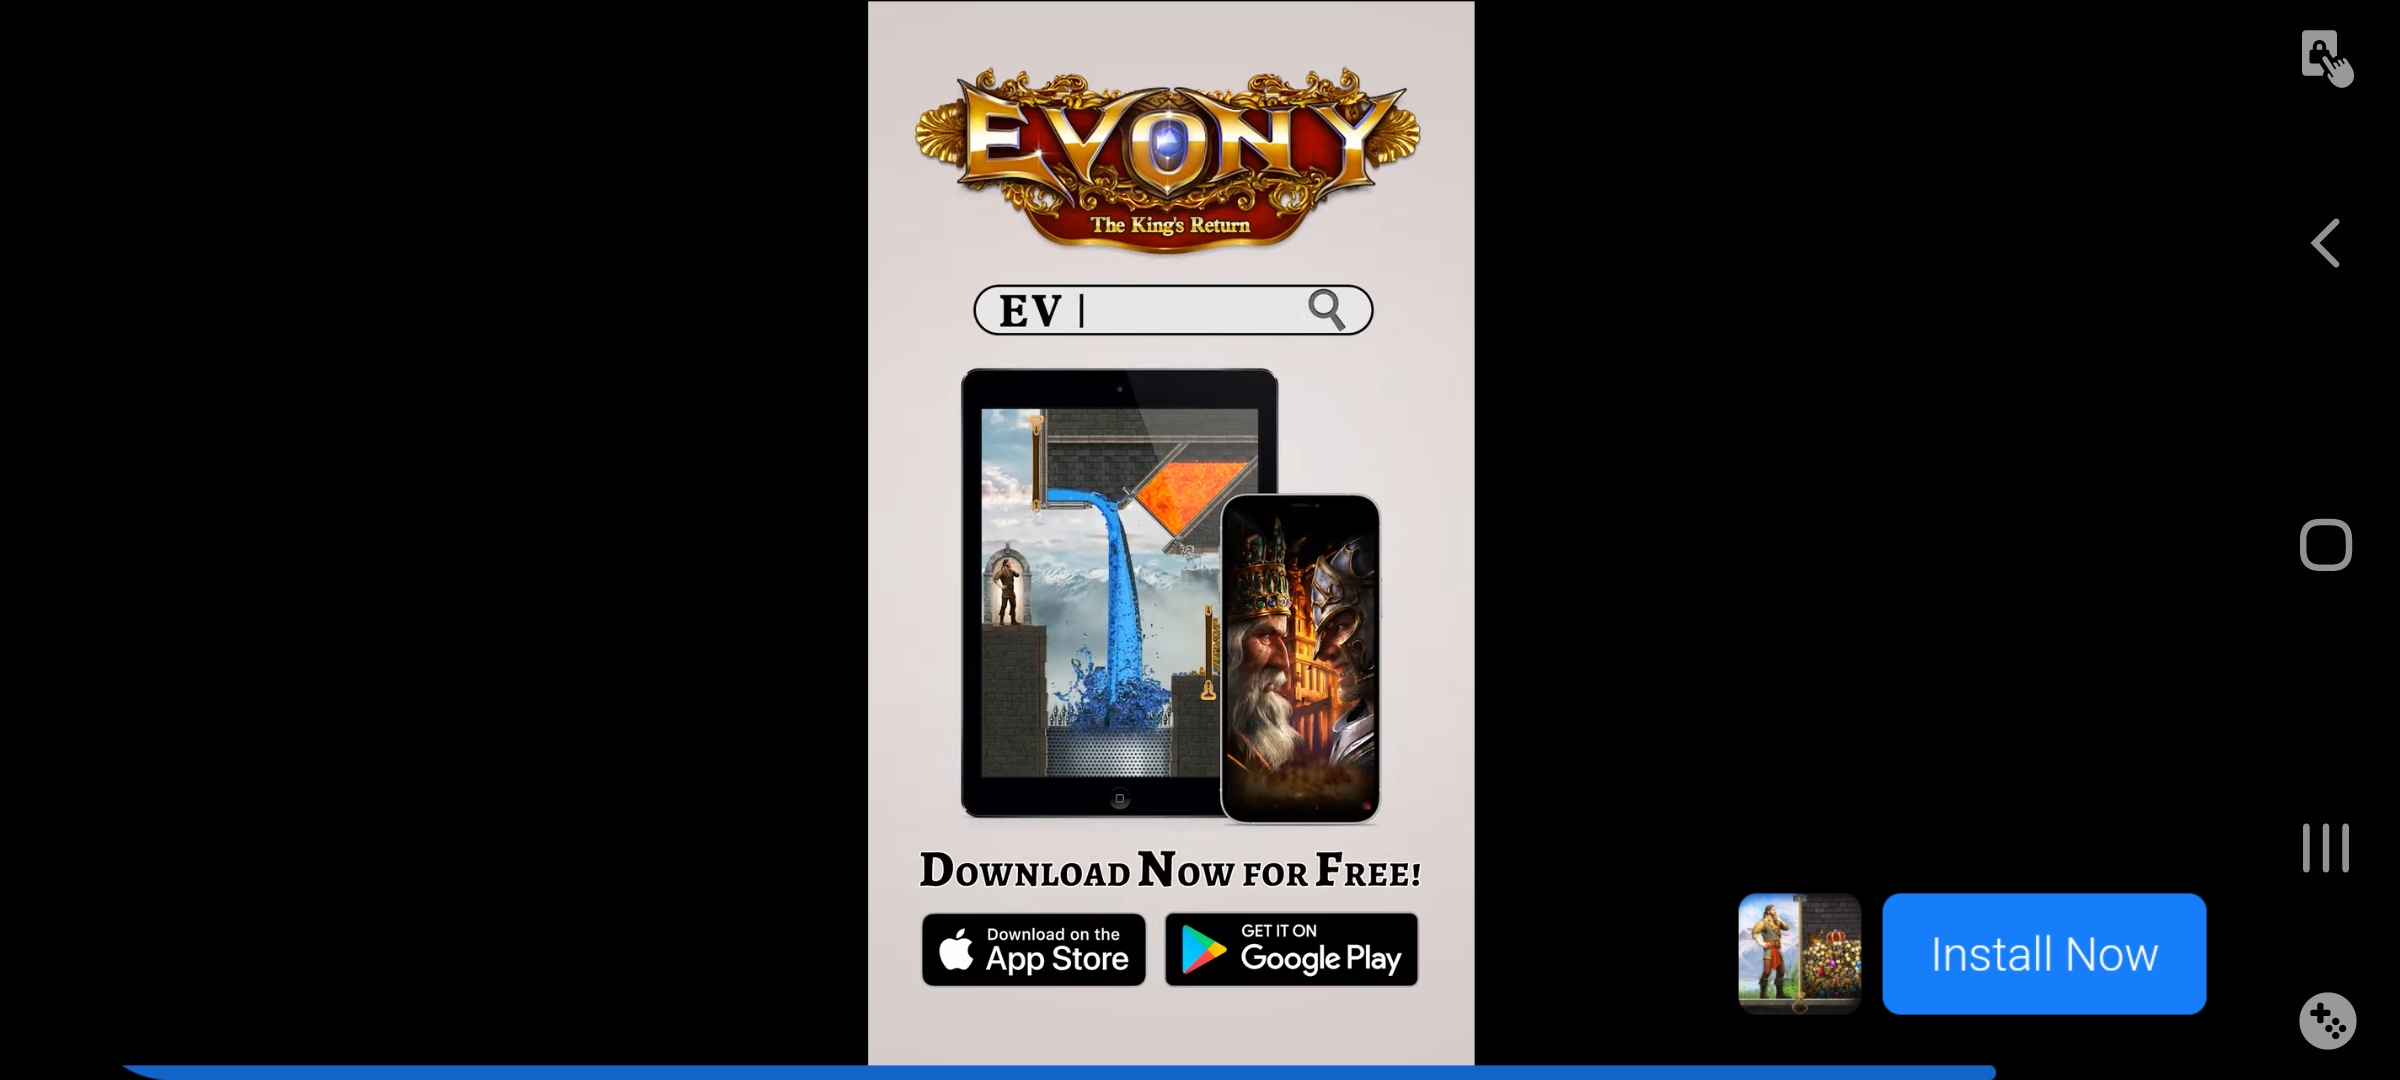 EVONY
The King's Return
EV |
DOWNLOAD NOW FOR FREE!
Download on the
App Store
GET IT ON
Google Play
Install Now